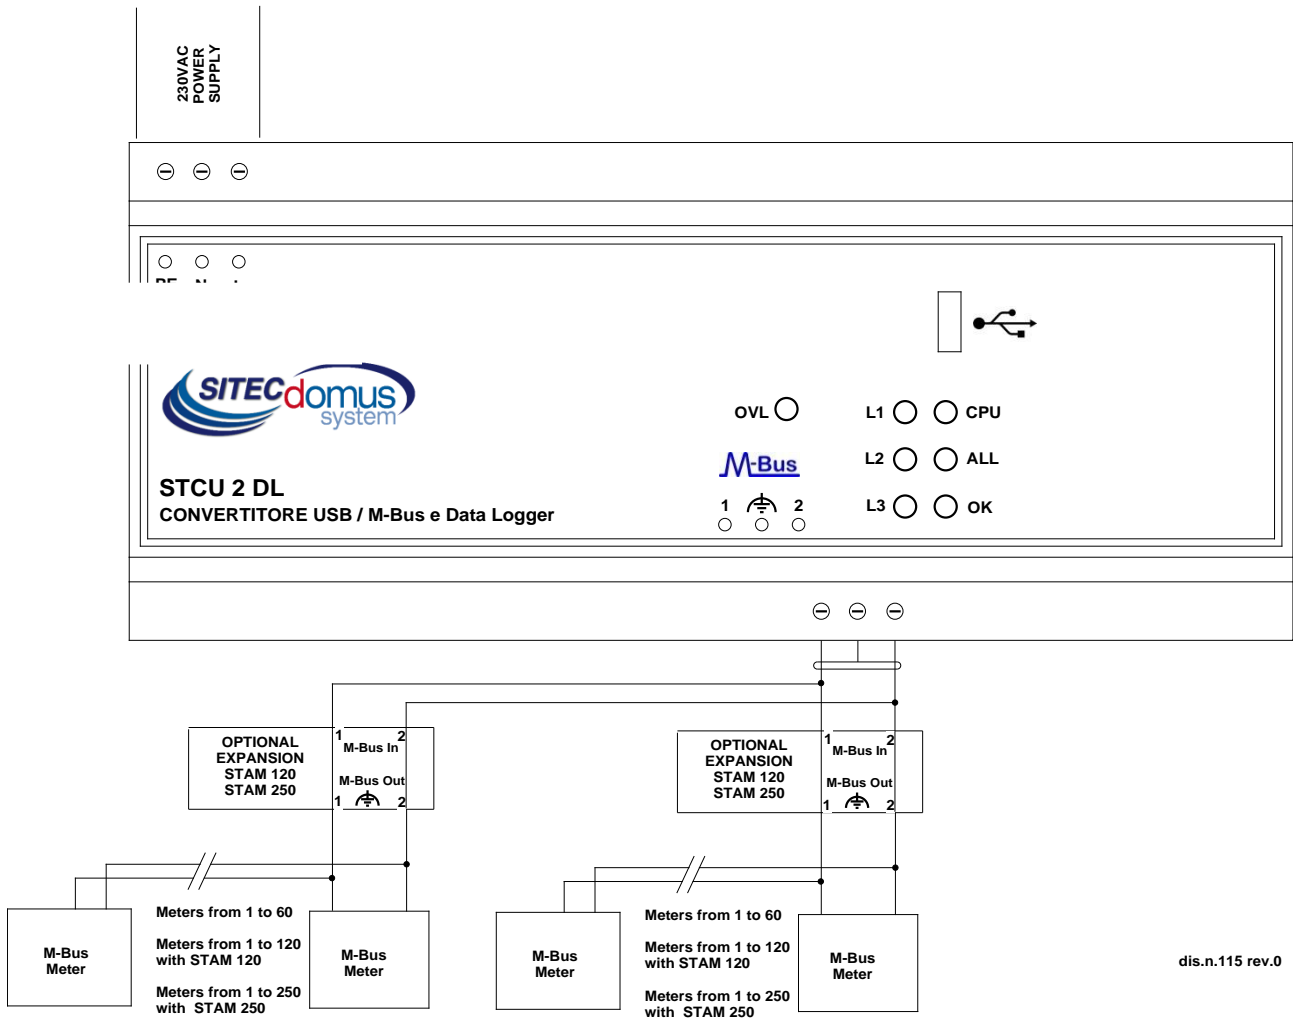 230VAC
POWER
SUPPLY
PE N L
SITEC domus
system
OVL
L1 CPU
M-Bus
L2 ALL
STCU 2 DL
1 2
L3 OK
CONVERTITORE USB / M-Bus e Data Logger
OPTIONAL
EXPANSION
STAM 120
STAM 250
1 2
M-Bus In
M-Bus Out
1 2
OPTIONAL
EXPANSION
STAM 120
STAM 250
1 2
M-Bus In
M-Bus Out
1 2
M-Bus
Meter
Meters from 1 to 60
Meters from 1 to 120
with STAM 120
Meters from 1 to 250
with STAM 250
M-Bus
Meter
M-Bus
Meter
Meters from 1 to 60
Meters from 1 to 120
with STAM 120
Meters from 1 to 250
with STAM 250
M-Bus
Meter
dis.n.115 rev.0